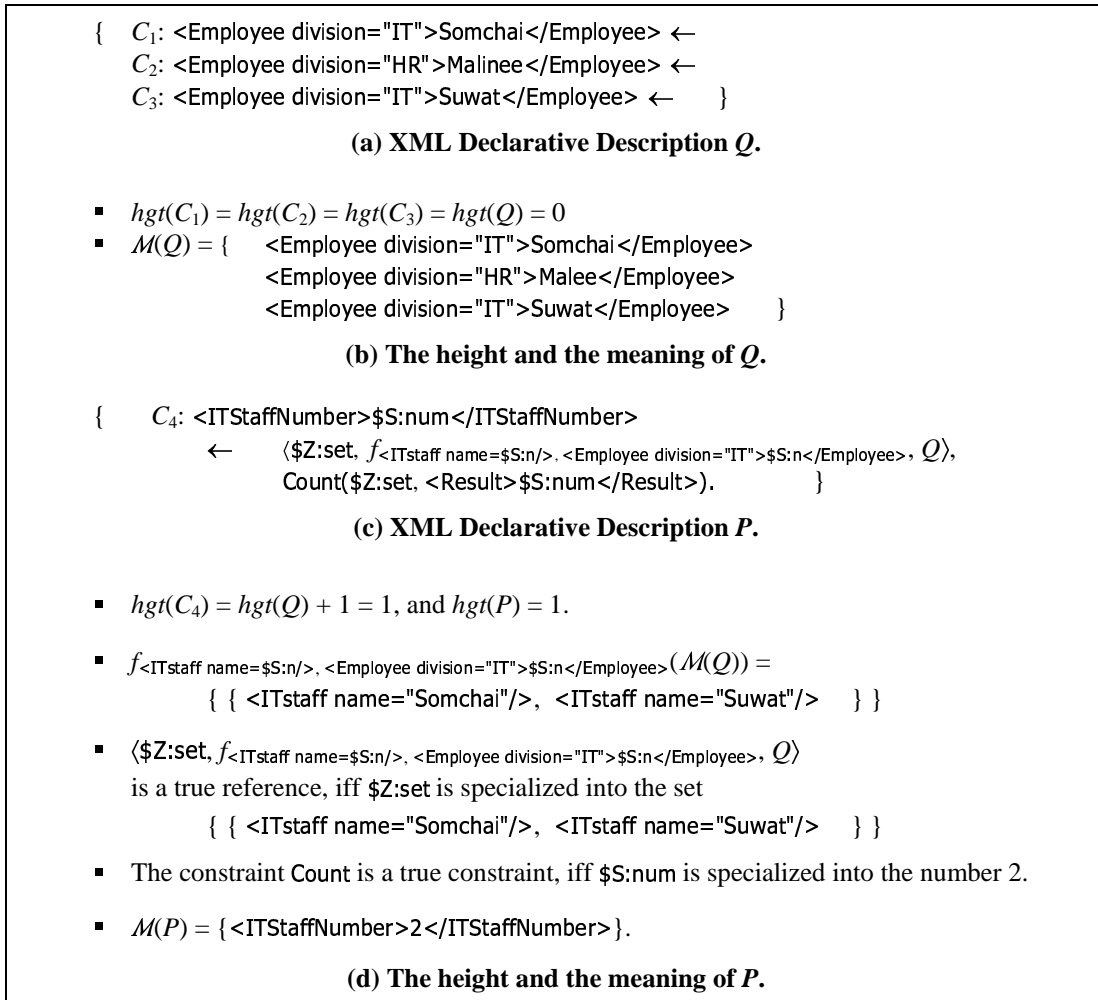 { C1: <Employee division="IT">Somchai</Employee> ←
C2: <Employee division="HR">Malinee</Employee> ←
C3: <Employee division="IT">Suwat</Employee> ← }
(a) XML Declarative Description Q.
▪ hgt(C1) = hgt(C2) = hgt(C3) = hgt(Q) = 0
▪ M(Q) = { <Employee division="IT">Somchai</Employee>
<Employee division="HR">Malee</Employee>
<Employee division="IT">Suwat</Employee> }
(b) The height and the meaning of Q.
{ C4: <ITStaffNumber>$S:num</ITStaffNumber>
← ⟨$Z:set, f<ITstaff name=$S:n/>, <Employee division="IT">$S:n</Employee>, Q⟩,
Count($Z:set, <Result>$S:num</Result>). }
(c) XML Declarative Description P.
▪ hgt(C4) = hgt(Q) + 1 = 1, and hgt(P) = 1.
▪ f<ITstaff name=$S:n/>, <Employee division="IT">$S:n</Employee>(M(Q)) =
{ { <ITstaff name="Somchai"/>, <ITstaff name="Suwat"/> } }
▪ ⟨$Z:set, f<ITstaff name=$S:n/>, <Employee division="IT">$S:n</Employee>, Q⟩
is a true reference, iff $Z:set is specialized into the set
{ { <ITstaff name="Somchai"/>, <ITstaff name="Suwat"/> } }
▪ The constraint Count is a true constraint, iff $S:num is specialized into the number 2.
▪ M(P) = {<ITStaffNumber>2</ITStaffNumber>}.
(d) The height and the meaning of P.